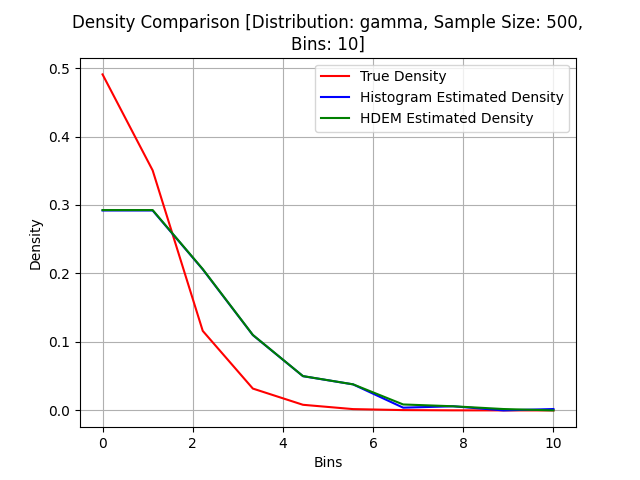 Density Comparison [Distribution: gamma, Sample Size: 500,
Bins: 10]
True Density
Histogram Estimated Density
HDEM Estimated Density
Density
0.5
0.4
0.3
0.2
0.1
0.0
0 2 4 6 8 10
Bins